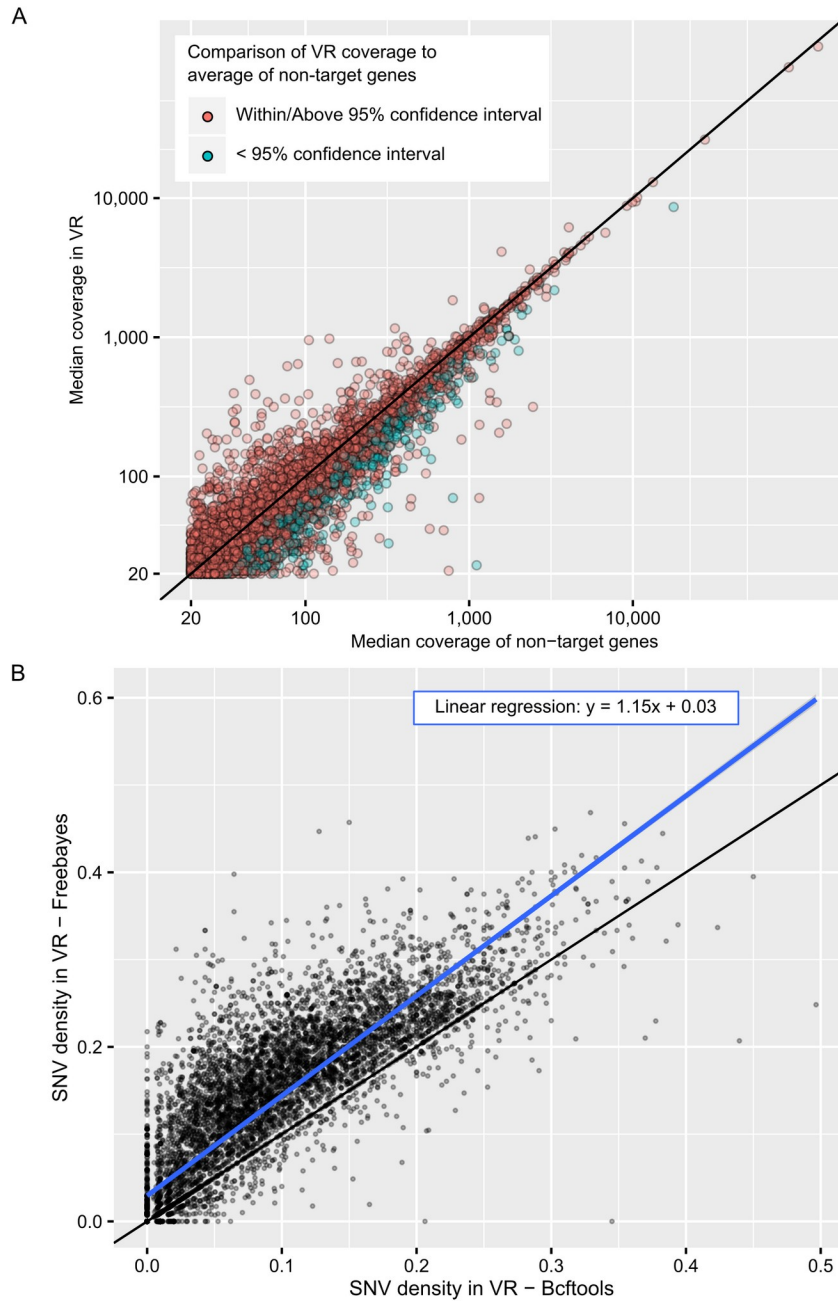 A
Comparison of VR coverage to
average of non-target genes
Within/Above 95% confidence interval
< 95% confidence interval
Median coverage in VR
10,000
1,000
100
20
20 100 1,000 10,000
Median coverage of non−target genes
B
Linear regression: y = 1.15x + 0.03
SNV density in VR − Freebayes
0.6
0.4
0.2
0.0
0.0 0.1 0.2 0.3 0.4 0.5
SNV density in VR − Bcftools